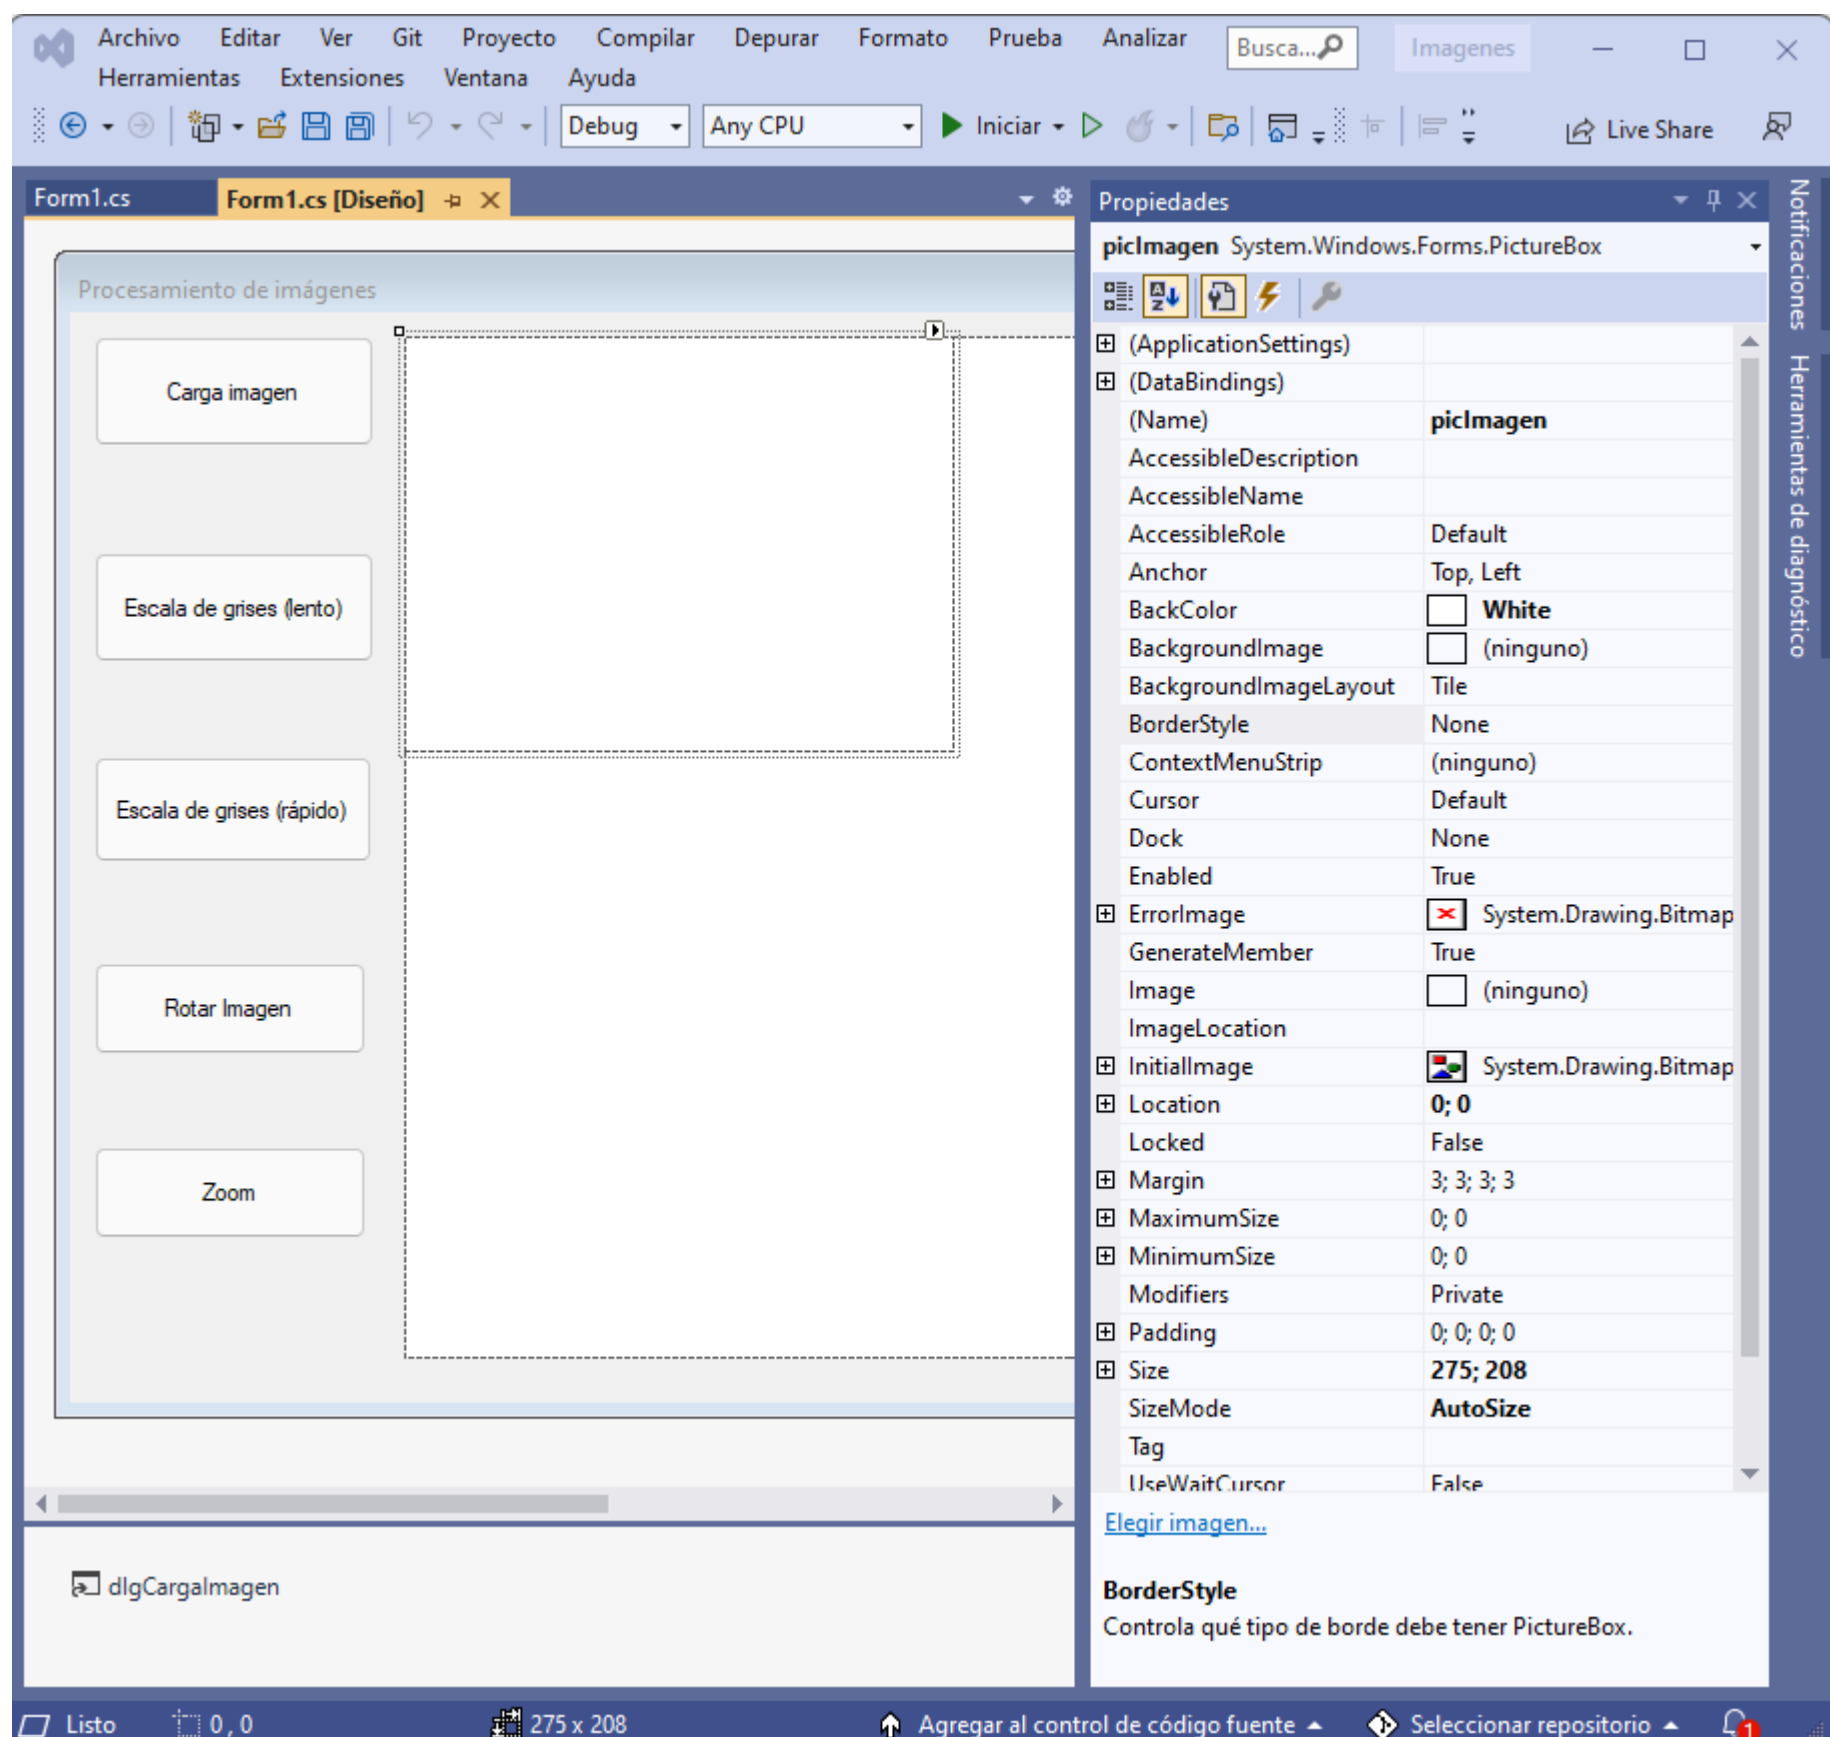 Archivo Editar Ver Git Proyecto Compilar Depurar Formato Prueba Analizar Busca... Imagenes
Herramientas Extensiones Ventana Ayuda
Debug Any CPU Iniciar Live Share
Form1.cs Form1.cs [Diseño]
Procesamiento de imágenes
Carga imagen
Escala de grises (lento)
Escala de grises (rápido)
Rotar Imagen
Zoom
dlgCargaImagen
Propiedades
picImagen System.Windows.Forms.PictureBox
(ApplicationSettings)
(DataBindings)
(Name) picImagen
AccessibleDescription
AccessibleName
AccessibleRole Default
Anchor Top, Left
BackColor White
BackgroundImage (ninguno)
BackgroundImageLayout Tile
BorderStyle None
ContextMenuStrip (ninguno)
Cursor Default
Dock None
Enabled True
ErrorImage System.Drawing.Bitmap
GenerateMember True
Image (ninguno)
ImageLocation
InitialImage System.Drawing.Bitmap
Location 0; 0
Locked False
Margin 3; 3; 3; 3
MaximumSize 0; 0
MinimumSize 0; 0
Modifiers Private
Padding 0; 0; 0; 0
Size 275; 208
SizeMode AutoSize
Tag
UseWaitCursor False
Elegir imagen...
BorderStyle
Controla qué tipo de borde debe tener PictureBox.
Notificaciones
Herramientas de diagnóstico
Listo 0 , 0 275 x 208 Agregar al control de código fuente Seleccionar repositorio 1